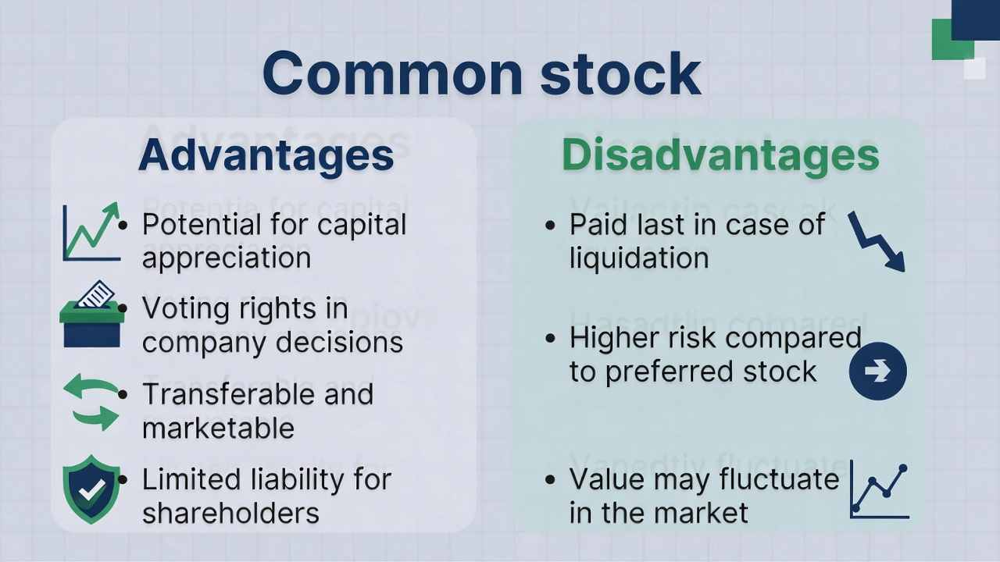 Common stock
Advantages
• Potential for capital
appreciation
• Voting rights in
company decisions
• Transferable and
marketable
• Limited liability for
shareholders
Disadvantages
• Paid last in case of
liquidation
• Higher risk compared
to preferred stock
• Value may fluctuate
in the market